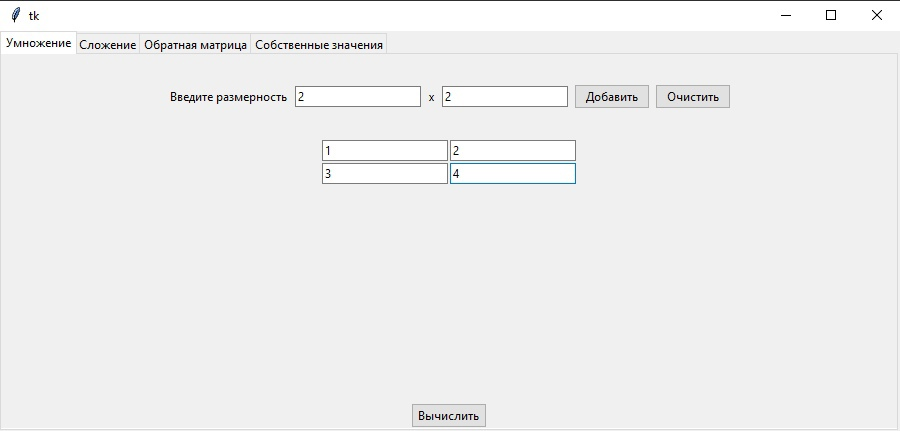 tk
Умножение Сложение Обратная матрица Собственные значения
Введите размерность 2 x 2 Добавить Очистить
1 2
3 4
Вычислить